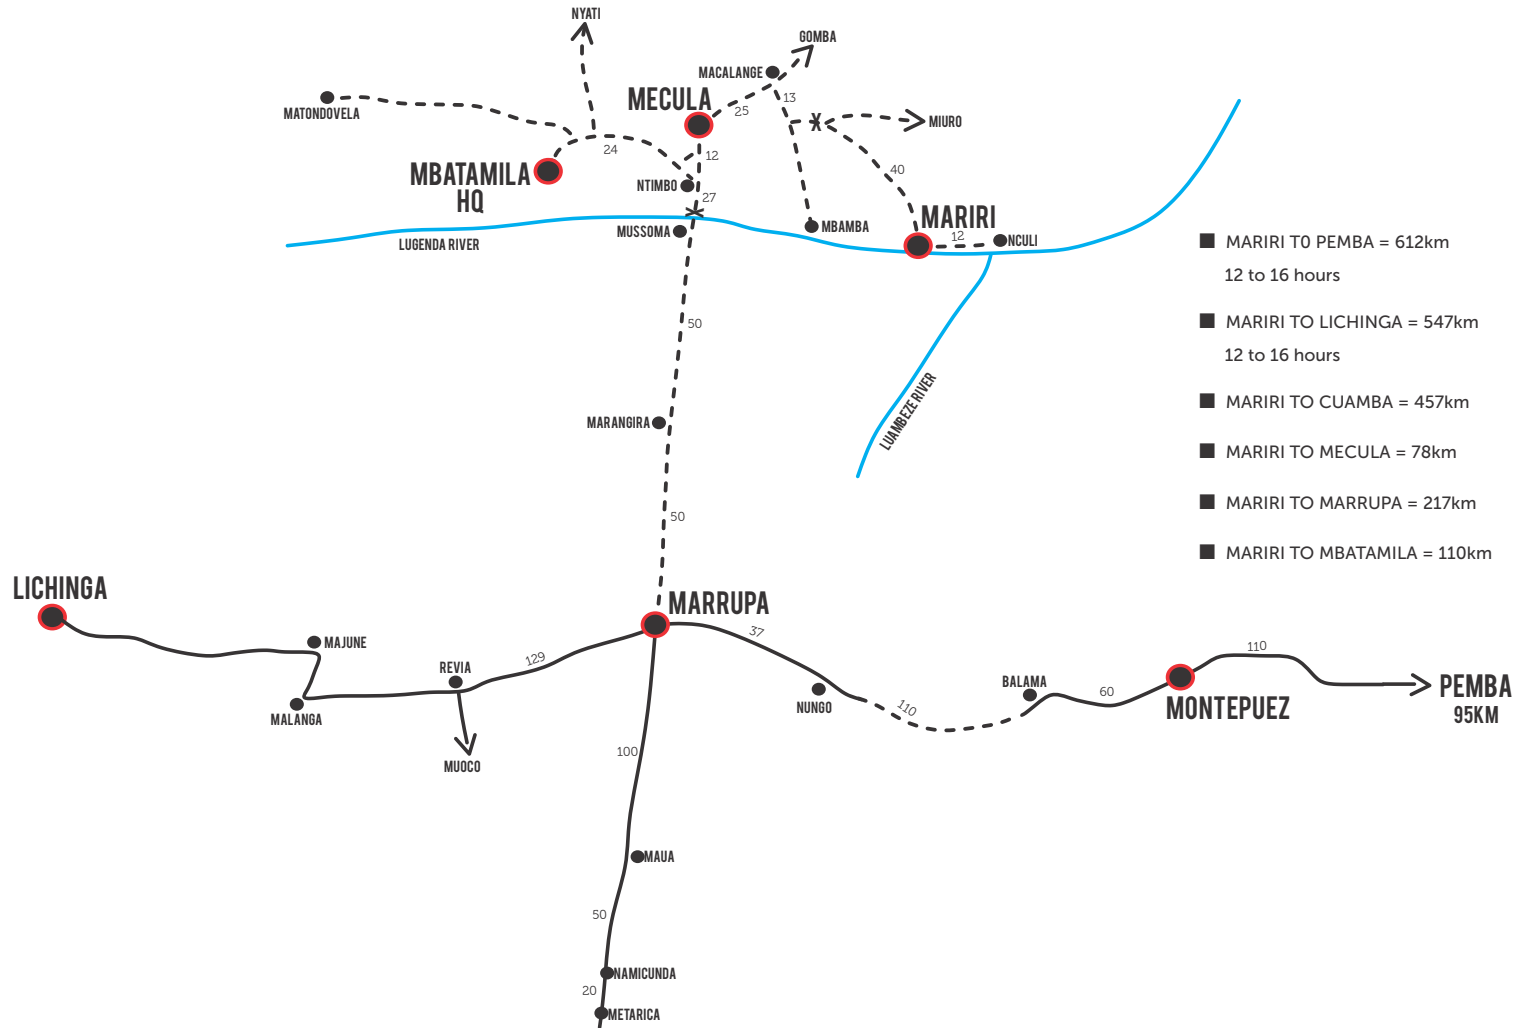 NYATI
GOMBA
MACALANGE
MECULA
13
25
MATONDOVELA
X
MIURO
24
12
MBATAMILA
HQ
40
NTIMBO
27
MARIRI
MUSSOMA
MBAMBA
12
NCULI
LUGENDA RIVER
MARIRI T0 PEMBA = 612km
12 to 16 hours
50
MARIRI TO LICHINGA = 547km
12 to 16 hours
LUAMBEZE RIVER
MARIRI TO CUAMBA = 457km
MARANGIRA
MARIRI TO MECULA = 78km
MARIRI TO MARRUPA = 217km
50
MARIRI TO MBATAMILA = 110km
LICHINGA
MARRUPA
37
MAJUNE
129
REVIA
110
BALAMA
60
PEMBA
95KM
MALANGA
NUNGO
110
MONTEPUEZ
100
MUOCO
MAUA
50
NAMICUNDA
20
METARICA